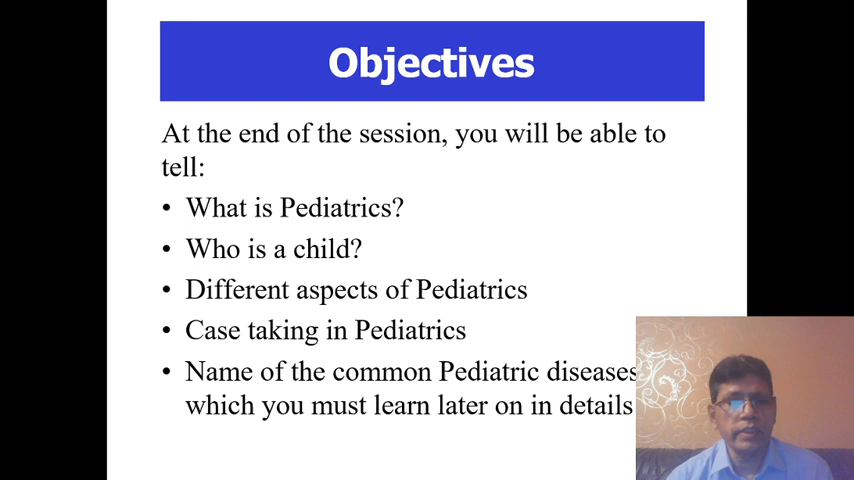 Objectives
At the end of the session, you will be able to
tell:
• What is Pediatrics?
• Who is a child?
• Different aspects of Pediatrics
• Case taking in Pediatrics
• Name of the common Pediatric diseases
which you must learn later on in details